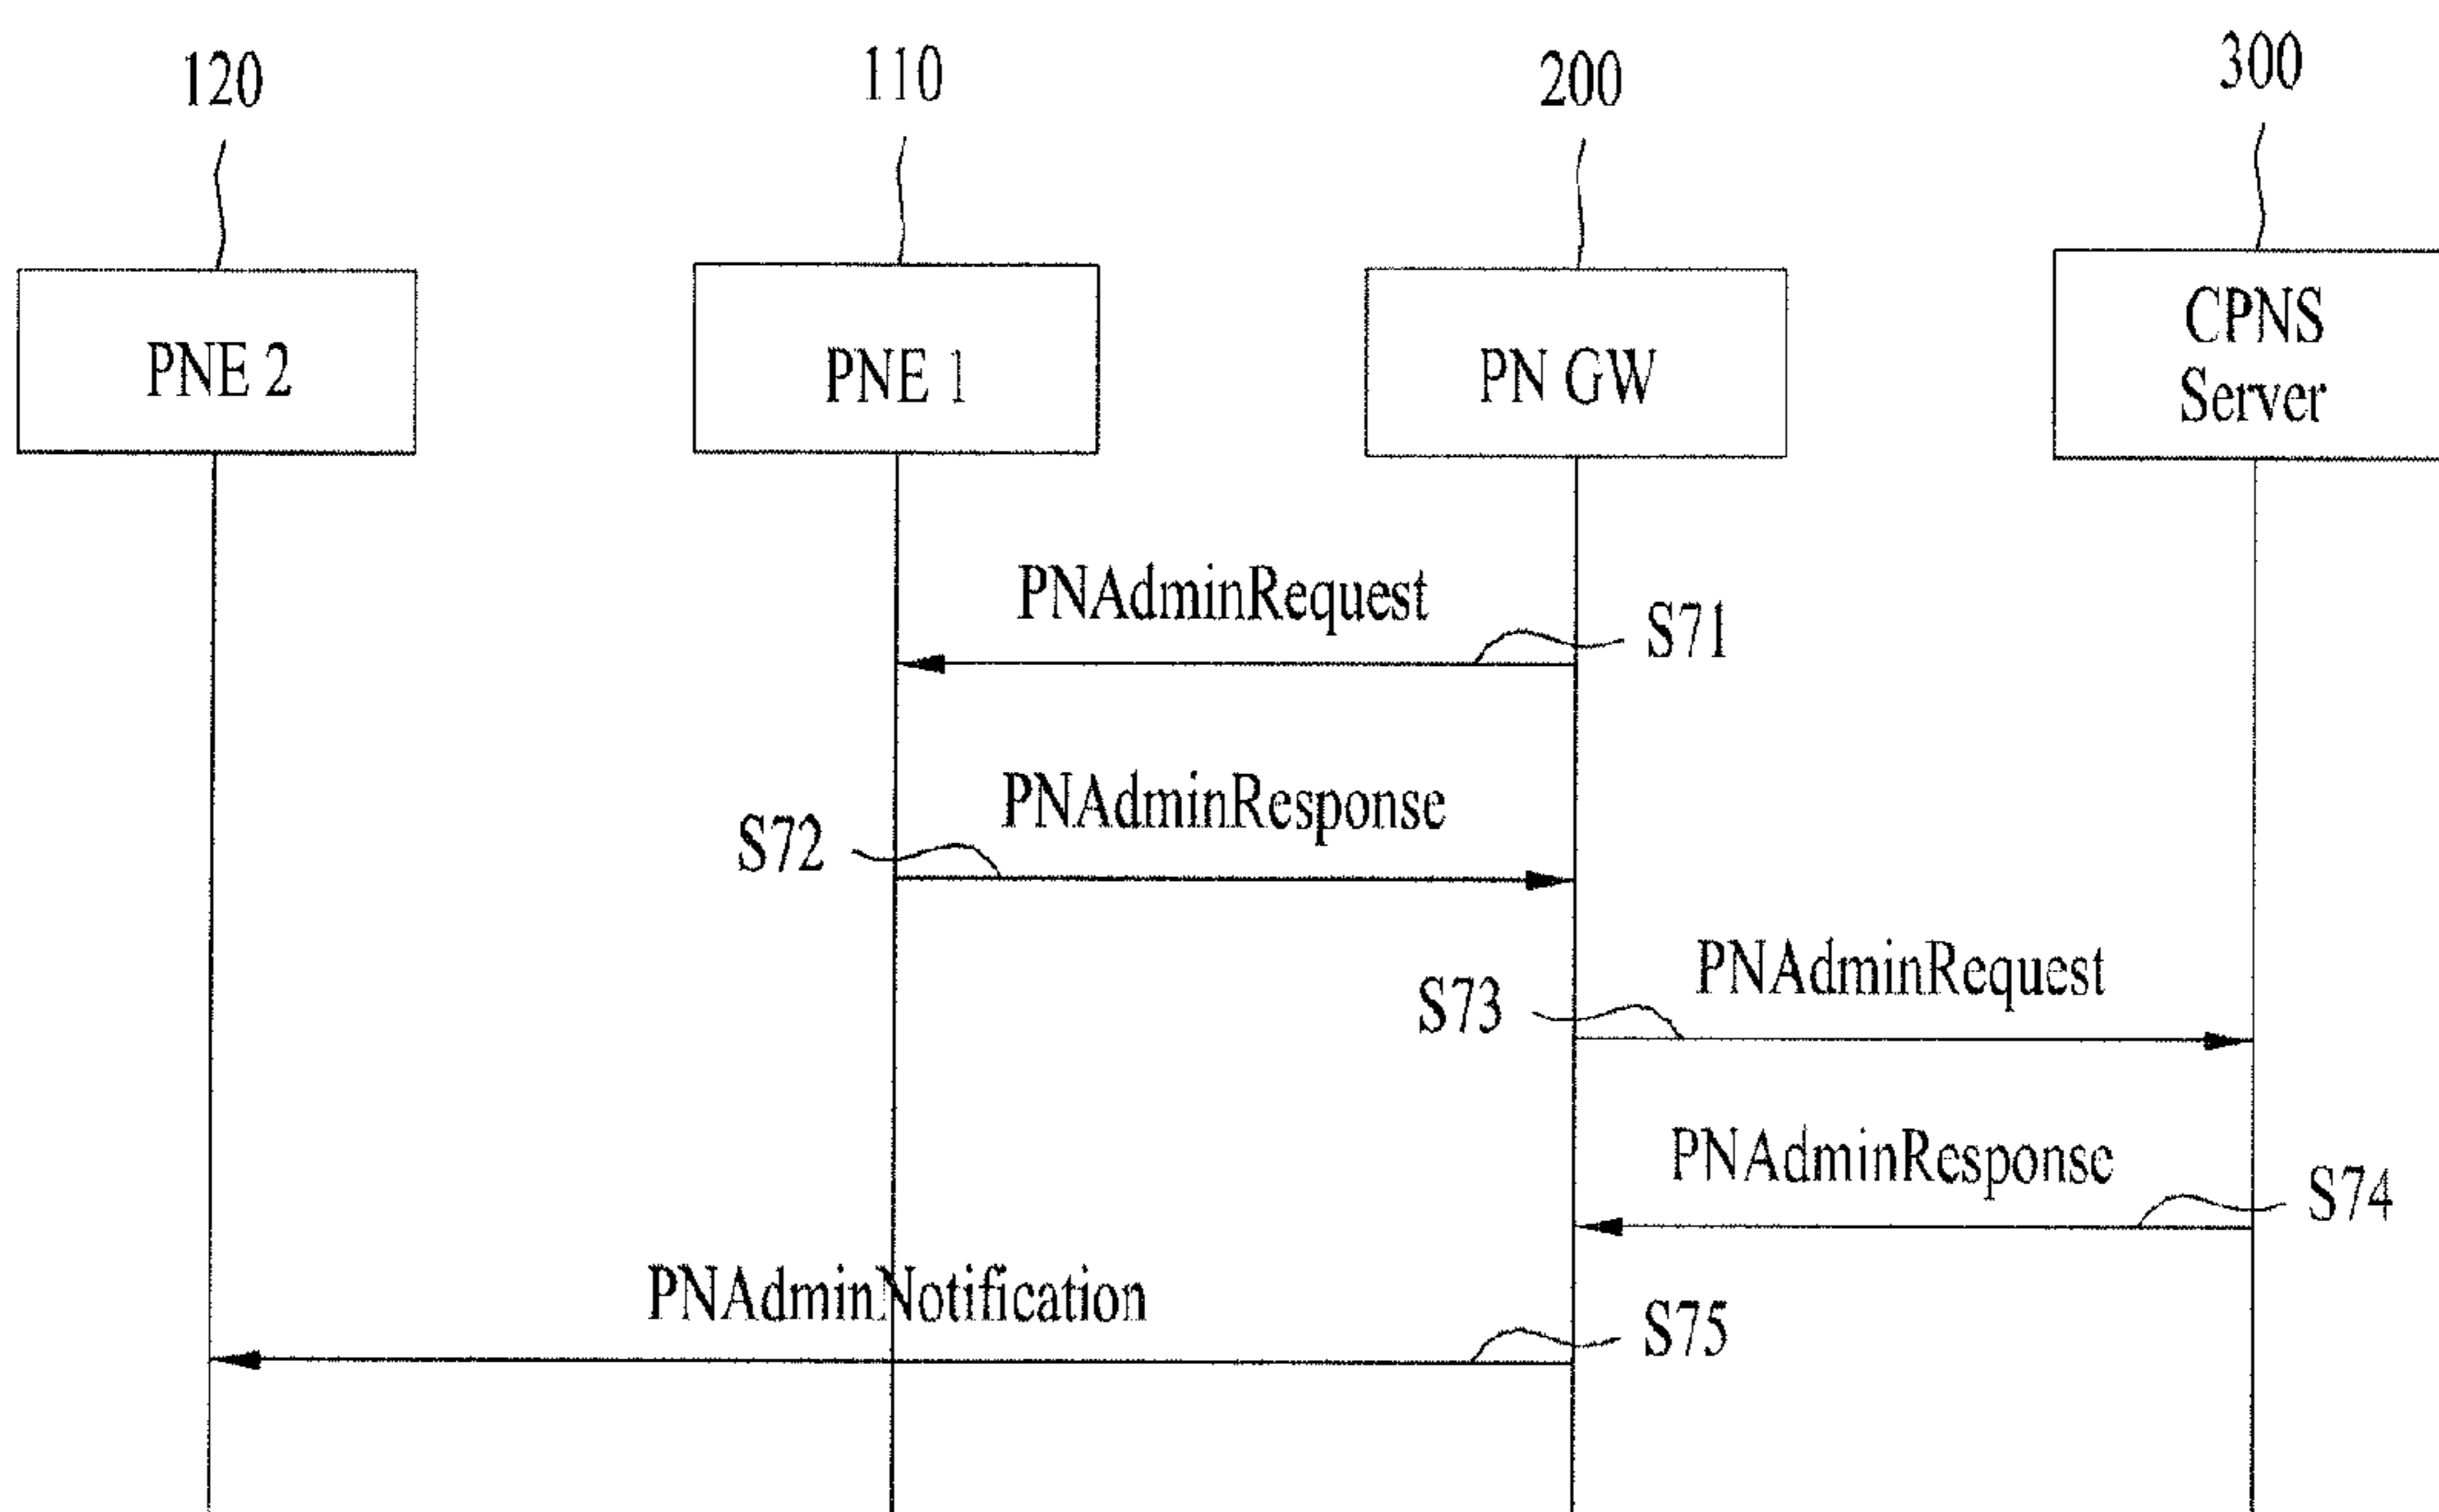 120
110
200
300
PNE 2
PNE 1
PN GW
CPNS
Server
PNAdminRequest
S71
PNAdminResponse
S72
PNAdminRequest
S73
PNAdminResponse
S74
PNAdminNotification
S75